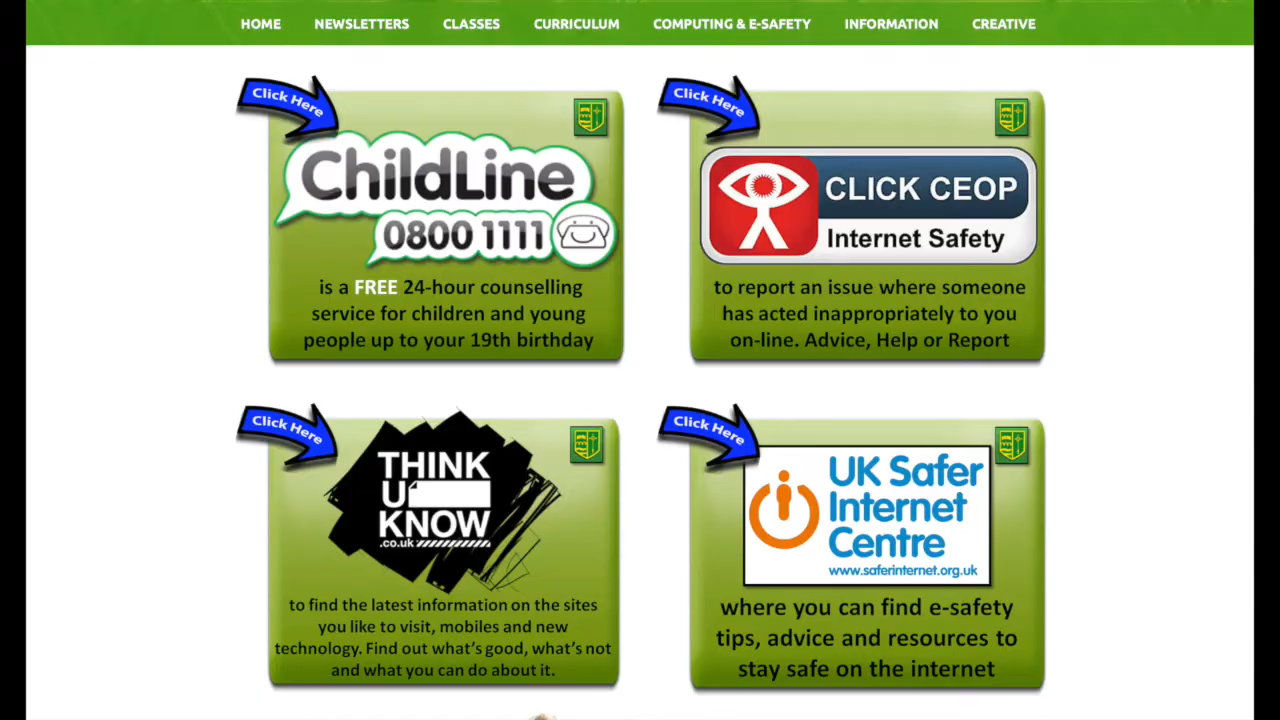 HOME NEWSLETTERS CLASSES CURRICULUM COMPUTING & E-SAFETY INFORMATION CREATIVE
Click Here
ChildLine
0800 1111
is a FREE 24-hour counselling
service for children and young
people up to your 19th birthday
Click Here
CLICK CEOP
Internet Safety
to report an issue where someone
has acted inappropriately to you
on-line. Advice, Help or Report
Click Here
THINK
U
KNOW
.co.uk
to find the latest information on the sites
you like to visit, mobiles and new
technology. Find out what's good, what's not
and what you can do about it.
Click Here
UK Safer
Internet
Centre
www.saferinternet.org.uk
where you can find e-safety
tips, advice and resources to
stay safe on the internet